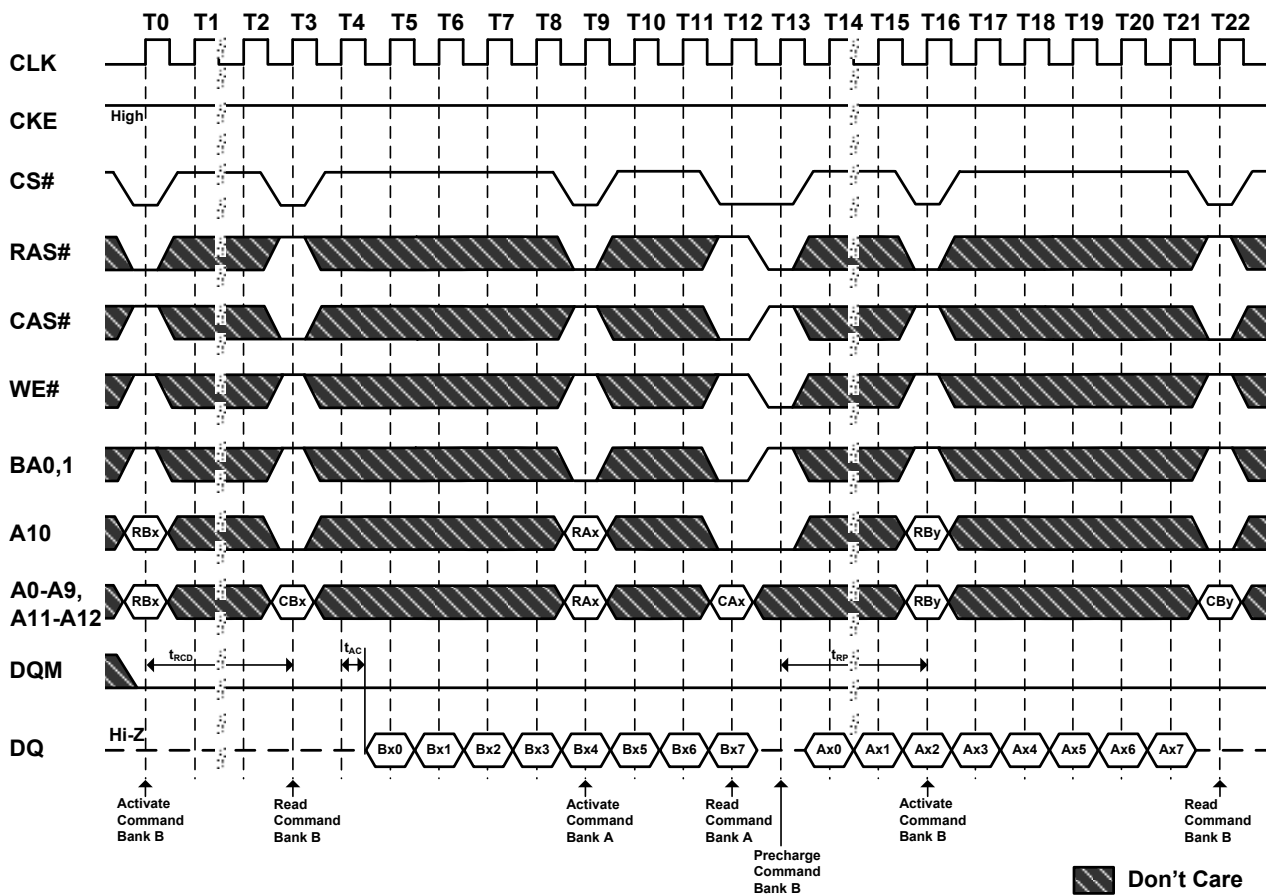 T0 T1 T2 T3 T4 T5 T6 T7 T8 T9 T10 T11 T12 T13 T14 T15 T16 T17 T18 T19 T20 T21 T22
CLK
CKE
High
CS#
RAS#
CAS#
WE#
BA0,1
A10
RBx RAx RBy
A0-A9,
A11-A12
RBx CBx RAx CAx RBy CBy
DQM
tRCD tAC tRP
DQ
Hi-Z
Bx0 Bx1 Bx2 Bx3 Bx4 Bx5 Bx6 Bx7 Ax0 Ax1 Ax2 Ax3 Ax4 Ax5 Ax6 Ax7
Activate
Command
Bank B
Read
Command
Bank B
Activate
Command
Bank A
Read
Command
Bank A
Precharge
Command
Bank B
Activate
Command
Bank B
Read
Command
Bank B
Don't Care